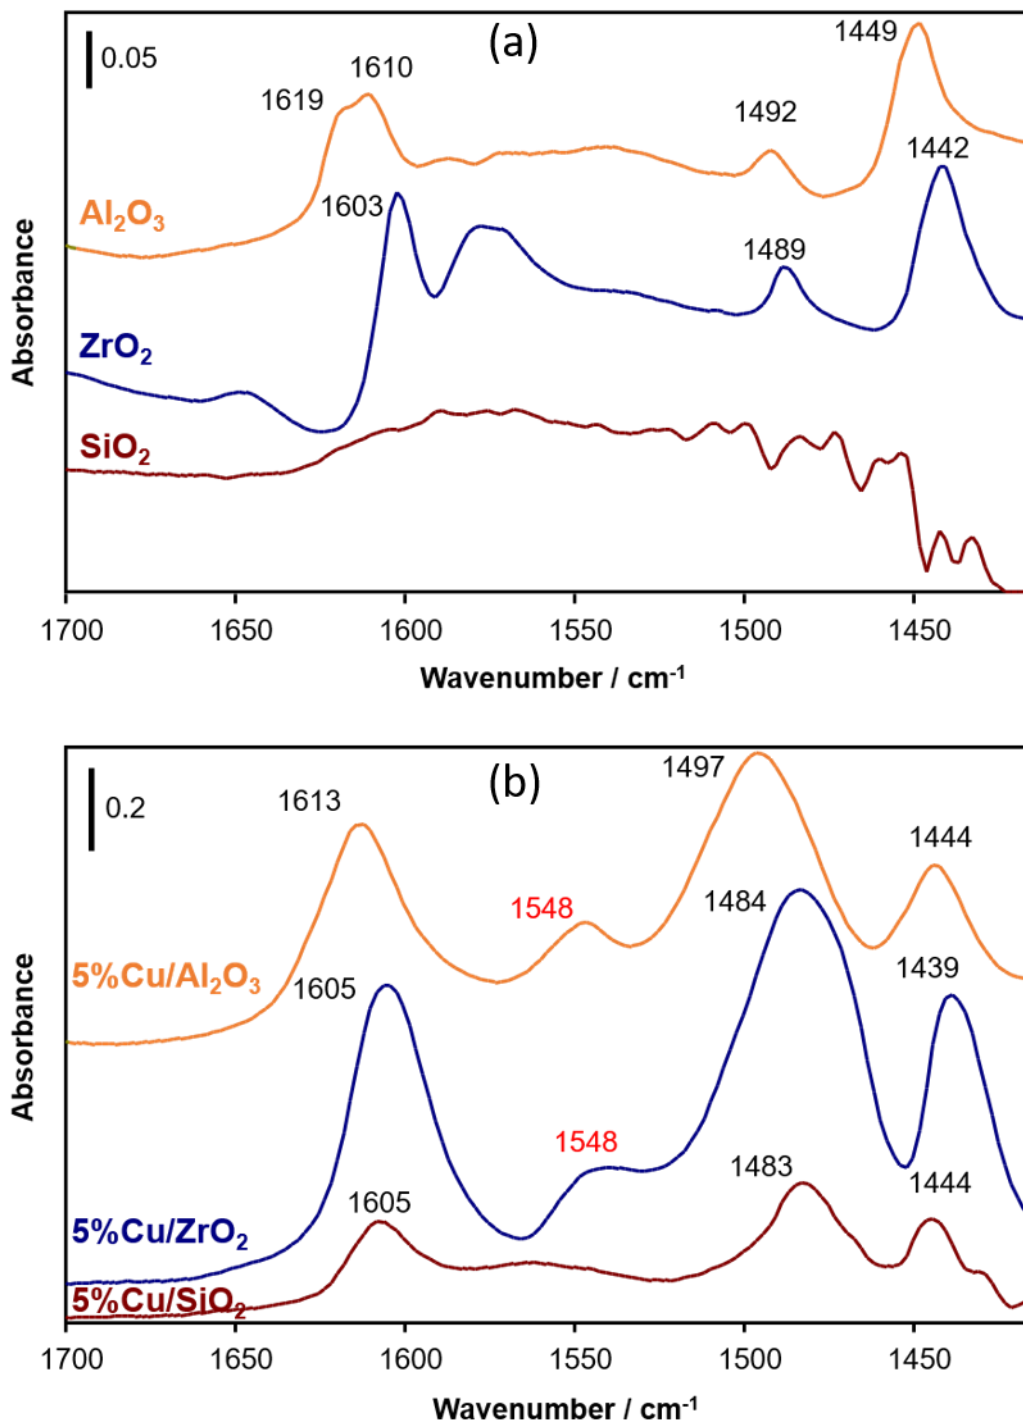 (a)
0.05
1449
1610
1619
1492
1442
Al₂O₃
1603
1489
ZrO₂
SiO₂
Absorbance
1700 1650 1600 1550 1500 1450
Wavenumber / cm⁻¹
(b)
0.2
1497
1613
1444
1548
1484
5%Cu/Al₂O₃
1605
1439
1548
1483
1444
1605
5%Cu/ZrO₂
5%Cu/SiO₂
Absorbance
1700 1650 1600 1550 1500 1450
Wavenumber / cm⁻¹